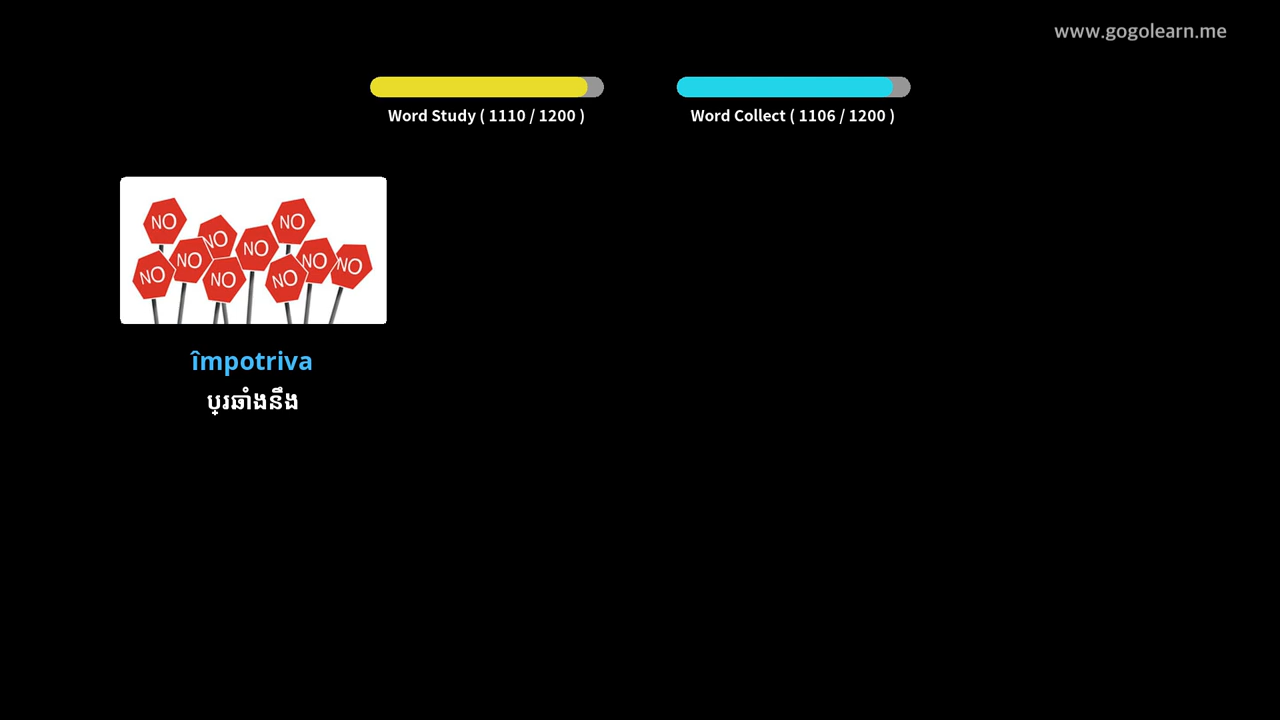 www.gogolearn.me
Word Study ( 1110 / 1200 )
Word Collect ( 1106 / 1200 )
NO
NO
NO
NO
NO
NO
NO
NO
NO
NO
împotriva
ប្រឆាំងនឹង